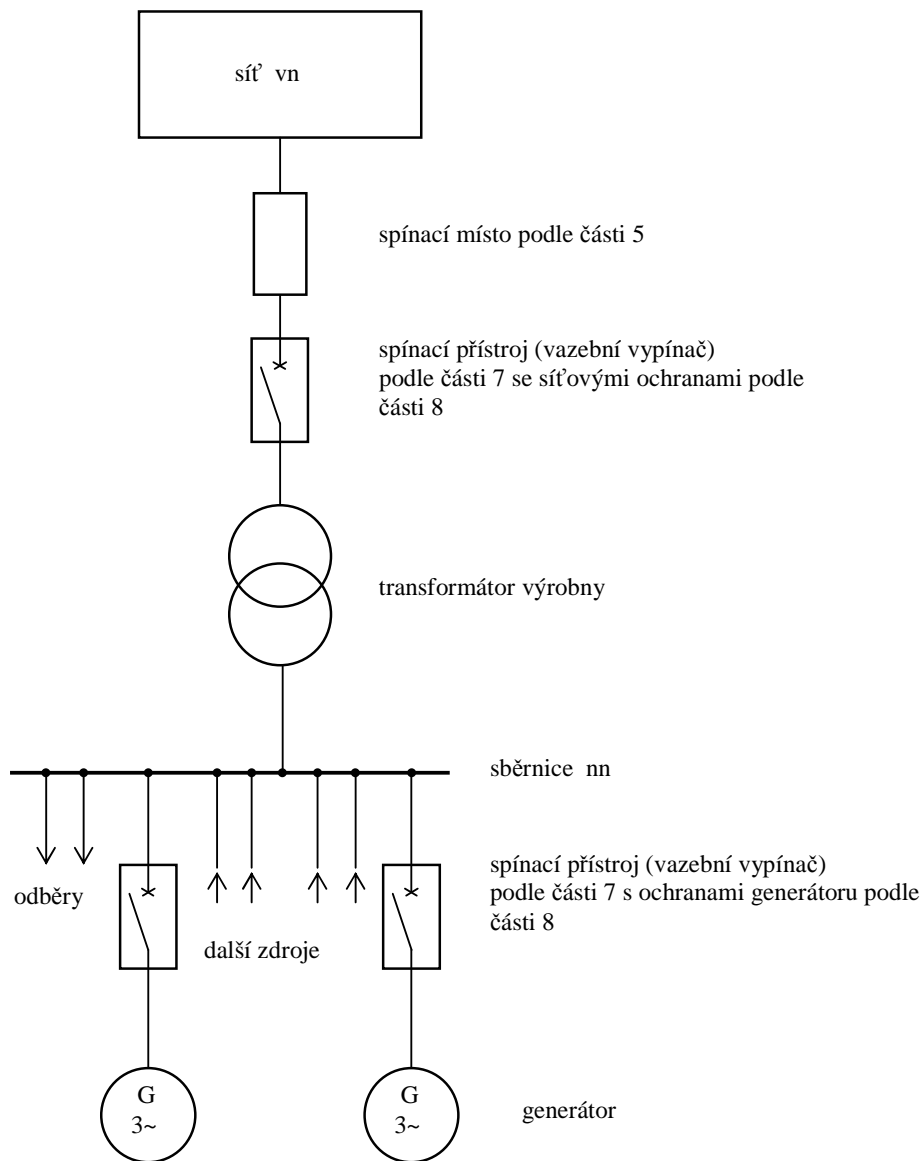 síť vn
spínací místo podle části 5
spínací přístroj (vazební vypínač)
podle části 7 se síťovými ochranami podle
části 8
transformátor výrobny
sběrnice nn
odběry
další zdroje
spínací přístroj (vazební vypínač)
podle části 7 s ochranami generátoru podle
části 8
G
3~
G
3~
generátor